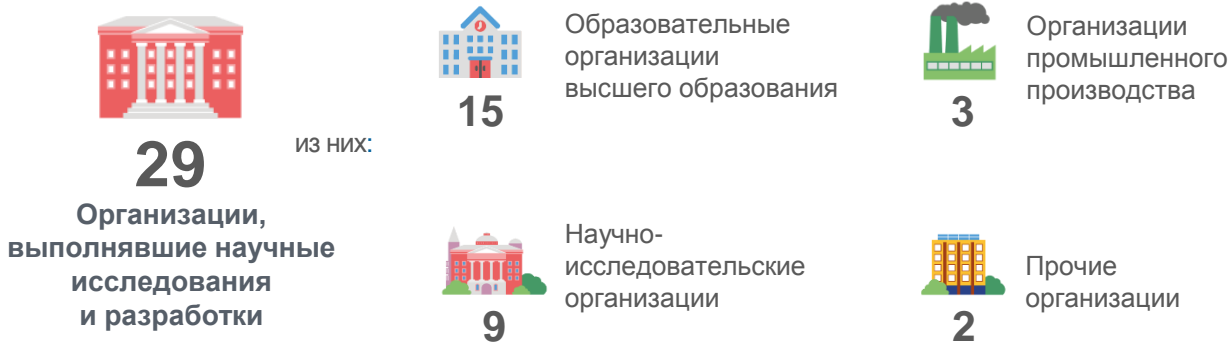 29
Организации,
выполнявшие научные
исследования
и разработки
из них:
Образовательные
организации
высшего образования
15
Организации
промышленного
производства
3
Научно-
исследовательские
организации
9
Прочие
организации
2